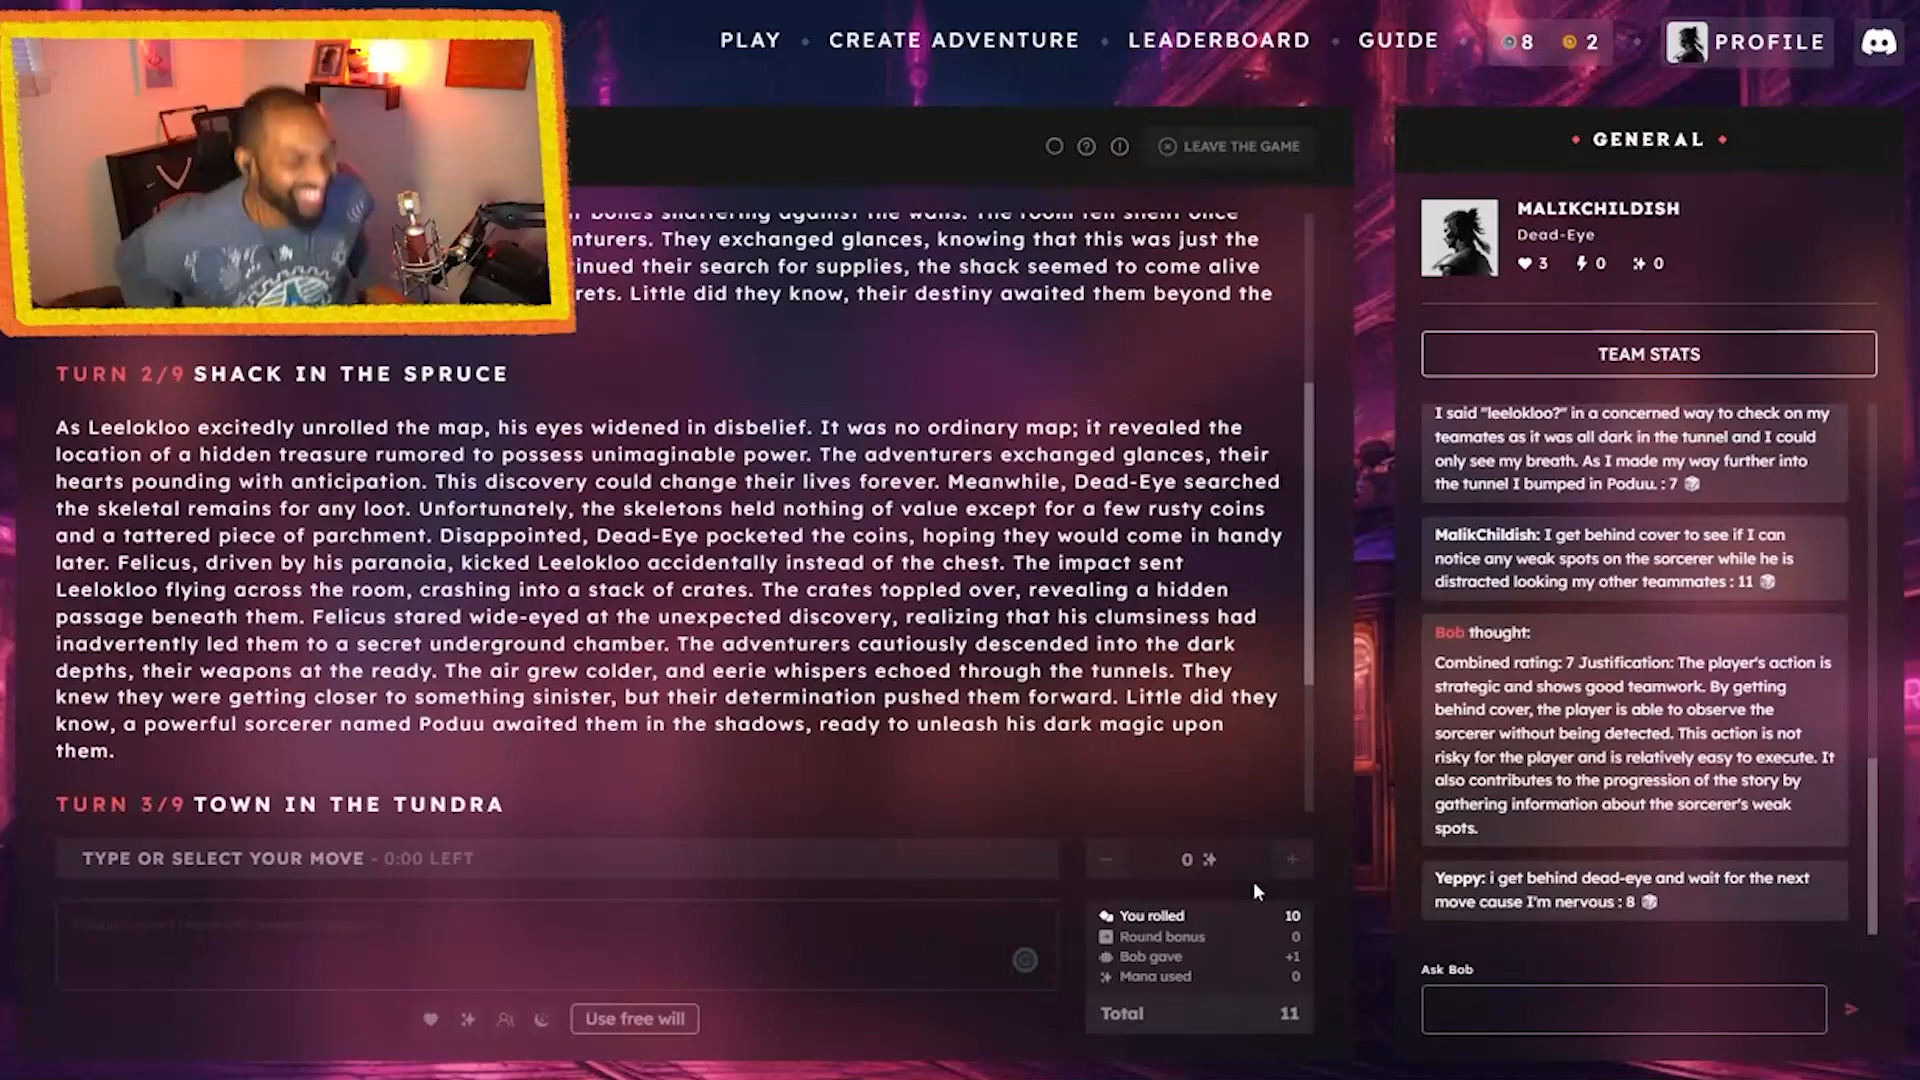 PLAY CREATE ADVENTURE LEADERBOARD GUIDE 8 2 PROFILE
LEAVE THE GAME
nturers. They exchanged glances, knowing that this was just the
inued their search for supplies, the shack seemed to come alive
rets. Little did they know, their destiny awaited them beyond the
TURN 2/9 SHACK IN THE SPRUCE
As Leelokloo excitedly unrolled the map, his eyes widened in disbelief. It was no ordinary map; it revealed the
location of a hidden treasure rumored to possess unimaginable power. The adventurers exchanged glances, their
hearts pounding with anticipation. This discovery could change their lives forever. Meanwhile, Dead-Eye searched
the skeletal remains for any loot. Unfortunately, the skeletons held nothing of value except for a few rusty coins
and a tattered piece of parchment. Disappointed, Dead-Eye pocketed the coins, hoping they would come in handy
later. Felicus, driven by his paranoia, kicked Leelokloo accidentally instead of the chest. The impact sent
Leelokloo flying across the room, crashing into a stack of crates. The crates toppled over, revealing a hidden
passage beneath them. Felicus stared wide-eyed at the unexpected discovery, realizing that his clumsiness had
inadvertently led them to a secret underground chamber. The adventurers cautiously descended into the dark
depths, their weapons at the ready. The air grew colder, and eerie whispers echoed through the tunnels. They
knew they were getting closer to something sinister, but their determination pushed them forward. Little did they
know, a powerful sorcerer named Poduu awaited them in the shadows, ready to unleash his dark magic upon
them.
TURN 3/9 TOWN IN THE TUNDRA
TYPE OR SELECT YOUR MOVE - 0:00 LEFT
Use free will
0
You rolled 10
Round bonus 0
Bob gave +1
Mana used 0
Total 11
GENERAL
MALIKCHILDISH
Dead-Eye
3 0 0
TEAM STATS
I said "leelokloo?" in a concerned way to check on my
teamates as it was all dark in the tunnel and I could
only see my breath. As I made my way further into
the tunnel I bumped in Poduu. : 7
MalikChildish: I get behind cover to see if I can
notice any weak spots on the sorcerer while he is
distracted looking my other teammates : 11
Bob thought:
Combined rating: 7 Justification: The player's action is
strategic and shows good teamwork. By getting
behind cover, the player is able to observe the
sorcerer without being detected. This action is not
risky for the player and is relatively easy to execute. It
also contributes to the progression of the story by
gathering information about the sorcerer's weak
spots.
Yeppy: i get behind dead-eye and wait for the next
move cause I'm nervous : 8
Ask Bob